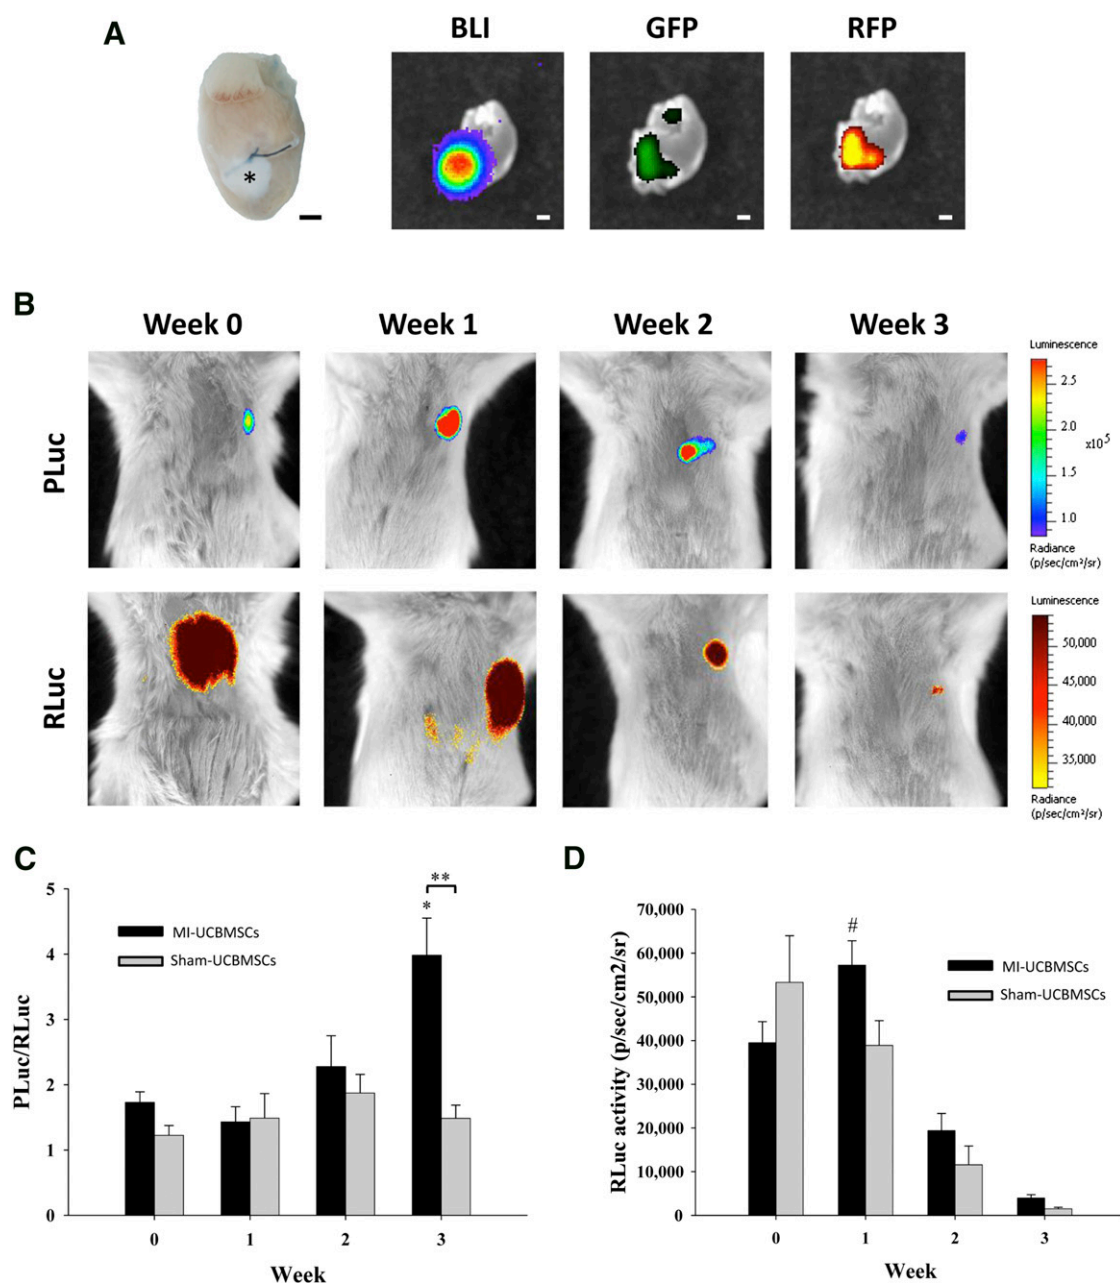 A
BLI GFP RFP
*
B
Week 0 Week 1 Week 2 Week 3
PLuc
Luminescence
2.5
2.0
x10⁵
1.5
1.0
Radiance
(p/sec/cm²/sr)
RLuc
Luminescence
50,000
45,000
40,000
35,000
Radiance
(p/sec/cm²/sr)
C
PLuc/RLuc
5
4
3
2
1
0
MI-UCBMSCs
Sham-UCBMSCs
**
*
0 1 2 3
Week
D
RLuc activity (p/sec/cm2/sr)
70,000
60,000
50,000
40,000
30,000
20,000
10,000
0
#
MI-UCBMSCs
Sham-UCBMSCs
0 1 2 3
Week